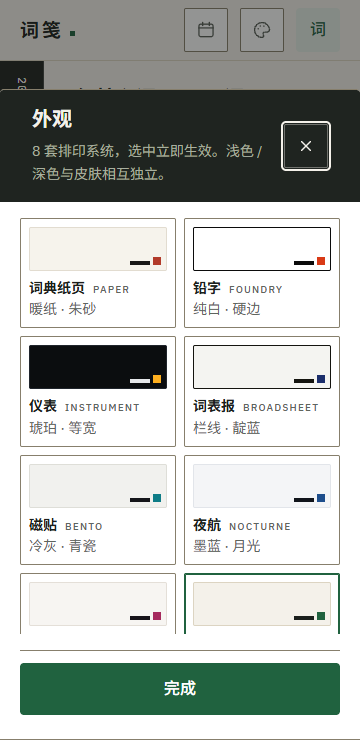 词笺
词
20
外观
8 套排印系统，选中立即生效。浅色 /
深色与皮肤相互独立。
词典纸页 PAPER
暖纸 · 朱砂
铅字 FOUNDRY
纯白 · 硬边
仪表 INSTRUMENT
琥珀 · 等宽
词表报 BROADSHEET
栏线 · 靛蓝
磁贴 BENTO
冷灰 · 青瓷
夜航 NOCTURNE
墨蓝 · 月光
完成